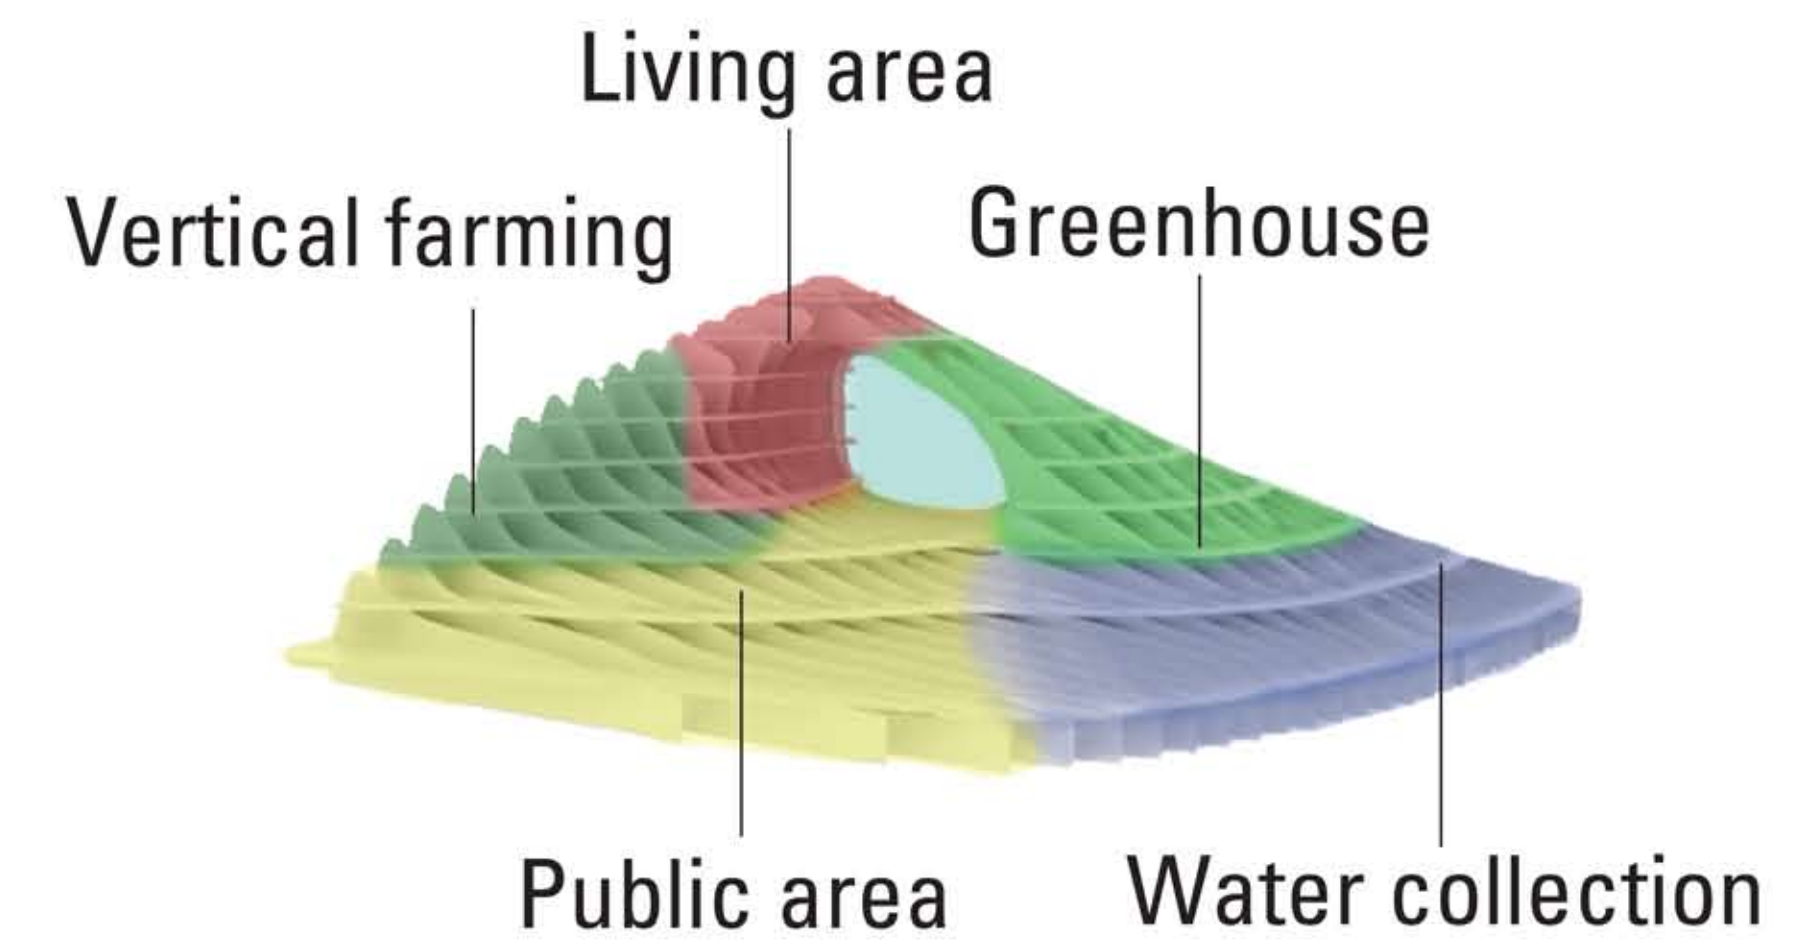 Living area
Vertical farming
Greenhouse
Public area
Water collection